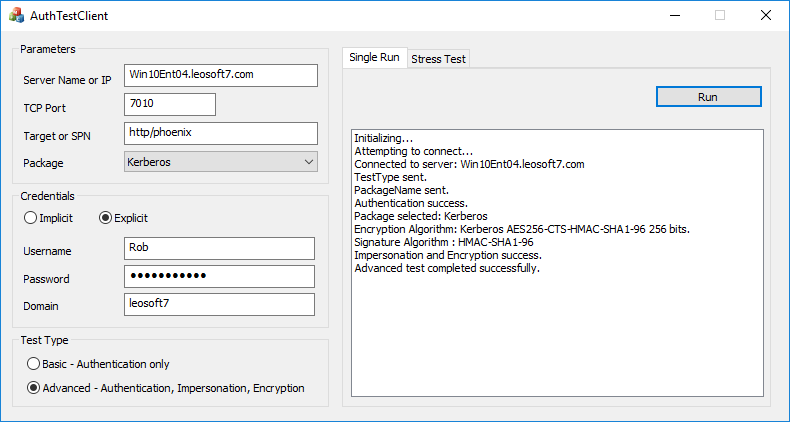 AuthTestClient
Parameters
Server Name or IP Win10Ent04.leosoft7.com
TCP Port 7010
Target or SPN http/phoenix
Package Kerberos
Credentials
Implicit Explicit
Username Rob
Password •••••••••••
Domain leosoft7
Test Type
Basic - Authentication only
Advanced - Authentication, Impersonation, Encryption
Single Run Stress Test
Run
Initializing...
Attempting to connect...
Connected to server: Win10Ent04.leosoft7.com
TestType sent.
PackageName sent.
Authentication success.
Package selected: Kerberos
Encryption Algorithm: Kerberos AES256-CTS-HMAC-SHA1-96 256 bits.
Signature Algorithm : HMAC-SHA1-96
Impersonation and Encryption success.
Advanced test completed successfully.